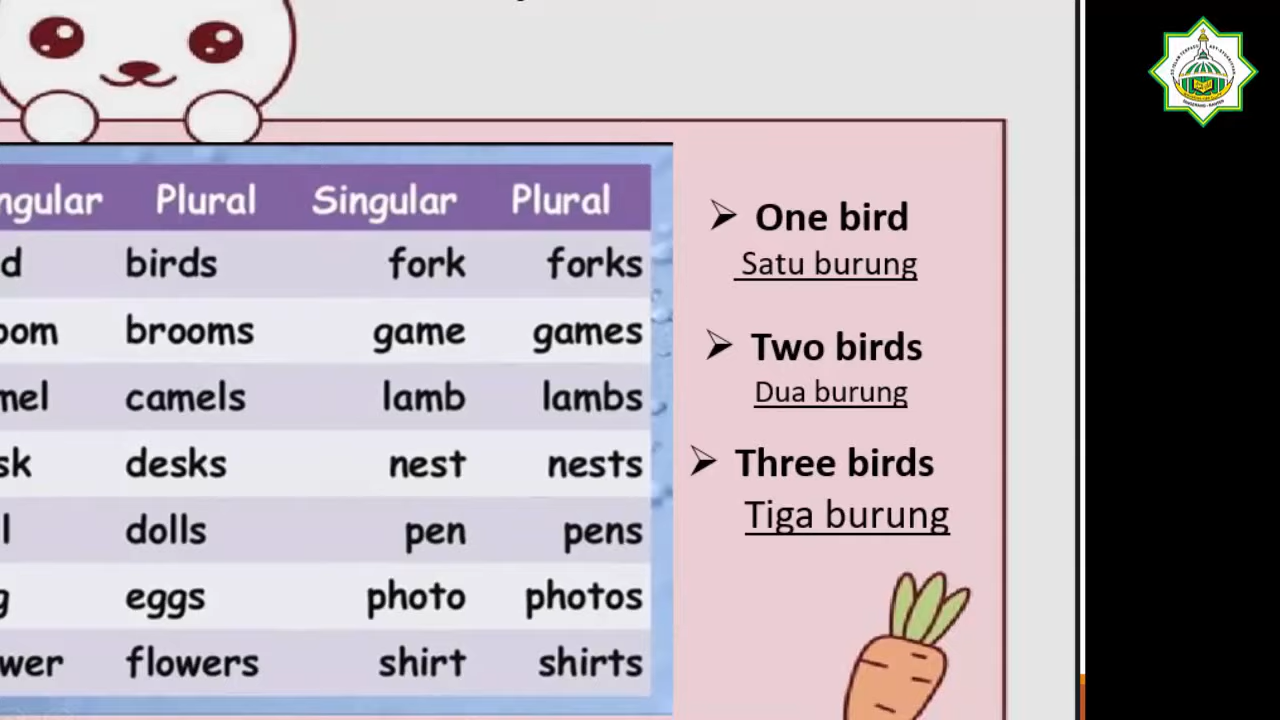 ngular Plural Singular Plural
d birds fork forks
oom brooms game games
mel camels lamb lambs
sk desks nest nests
l dolls pen pens
g eggs photo photos
wer flowers shirt shirts
One bird
Satu burung
Two birds
Dua burung
Three birds
Tiga burung